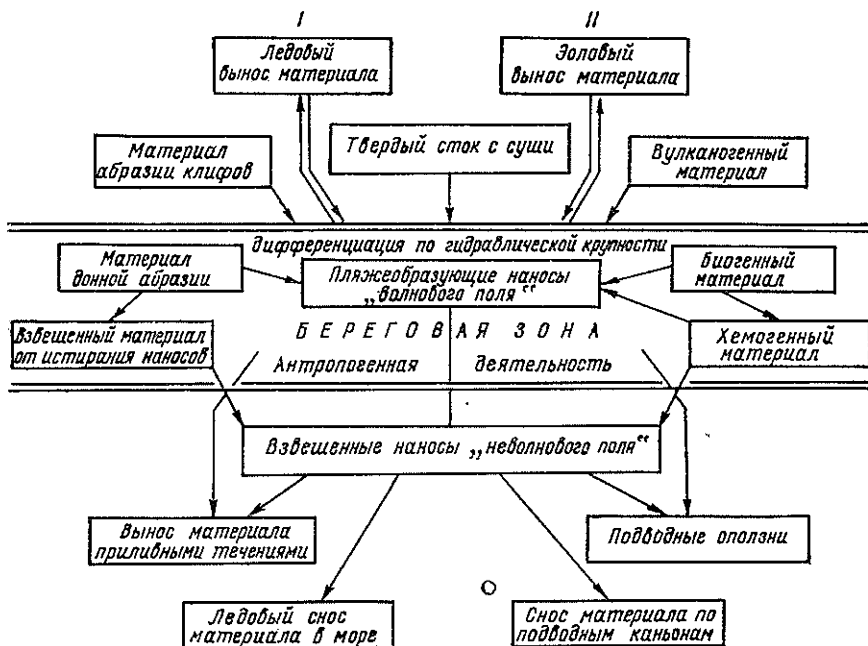 I
II
Ледовый
вынос материала
Эоловый
вынос материала
Материал
абразии клифов
Твердый сток с суши
Вулканогенный
материал
дифференциация по гидравлической крупности
Материал
донной абразии
Пляжеобразующие наносы
„волнового поля“
Биогенный
материал
Взвешенный материал
от истирания наносов
БЕРЕГОВАЯ ЗОНА
Хемогенный
материал
Антропогенная деятельность
Взвешенные наносы „неволнового поля“
Вынос материала
приливными течениями
Подводные оползни
Ледовый снос
материала в море
Снос материала по
подводным каньонам